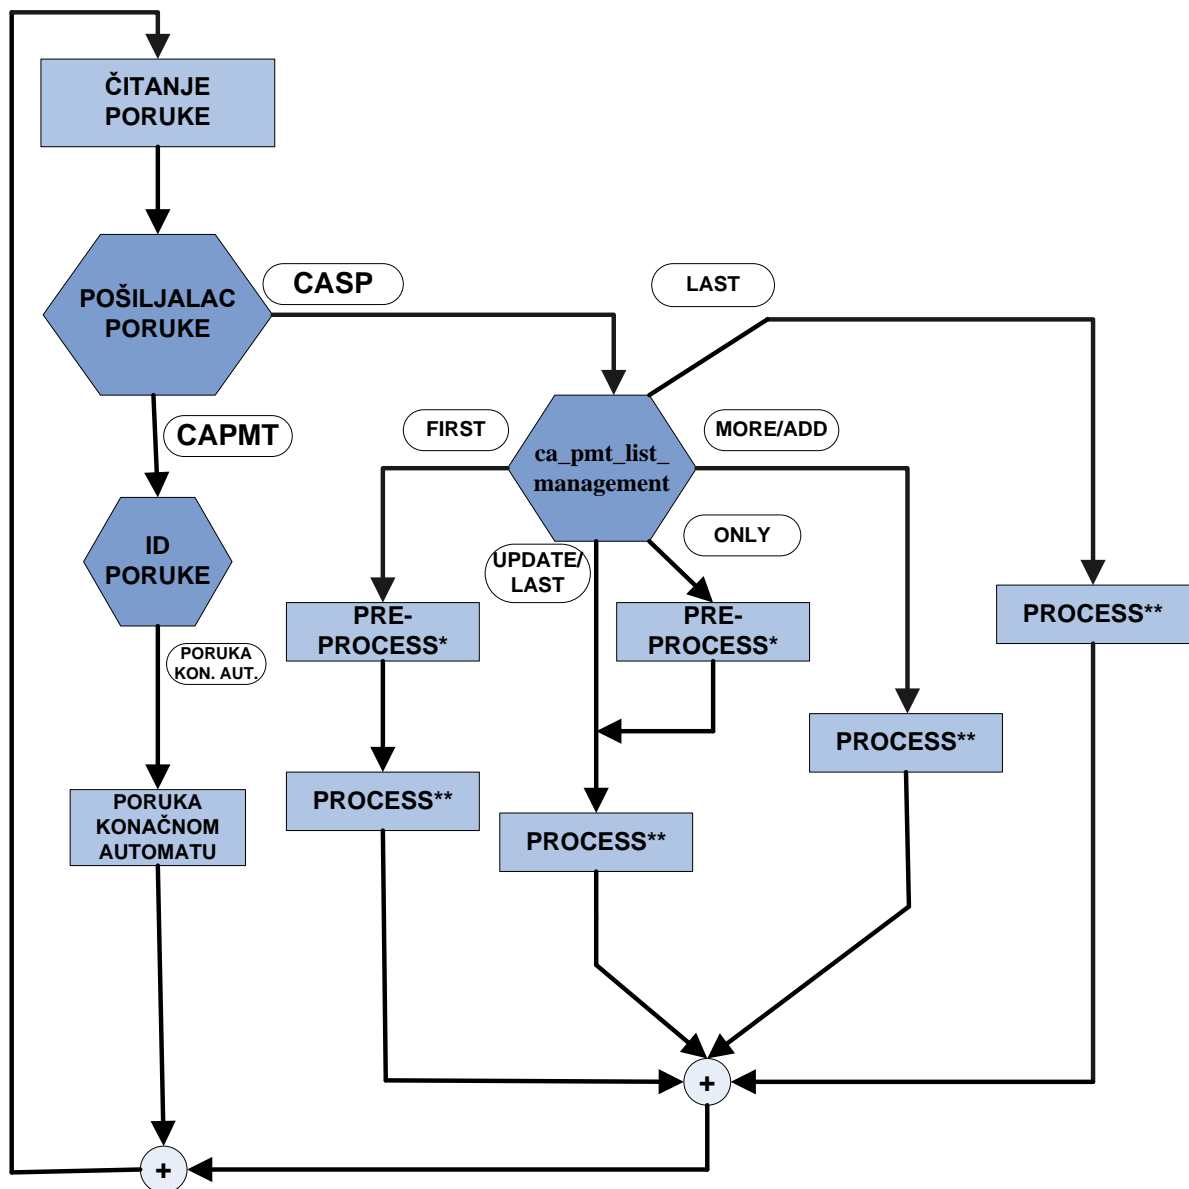 ČITANJE
PORUKE
POŠILJALAC
PORUKE
CASP
LAST
CAPMT
FIRST
ca_pmt_list_
management
MORE/ADD
ID
PORUKE
UPDATE/
LAST
ONLY
PRE-
PROCESS*
PRE-
PROCESS*
PROCESS**
PORUKA
KON. AUT.
PROCESS**
PORUKA
KONAČNOM
AUTOMATU
PROCESS**
PROCESS**
+
+